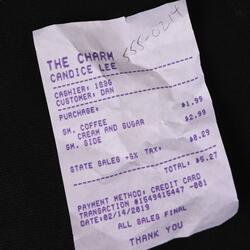 555-0214
THE CHARM
CANDICE LEE
CASHIER: 1896
CUSTOMER: DAN
PURCHASE:
SM. COFFEE $1.99
CREAM AND SUGAR
SM. SIDE $2.99
STATE SALES +5% TAX: $0.29
TOTAL: $5.27
PAYMENT METHOD: CREDIT CARD
TRANSACTION #1549415447 -001
DATE: 02/14/2019
ALL SALES FINAL
THANK YOU